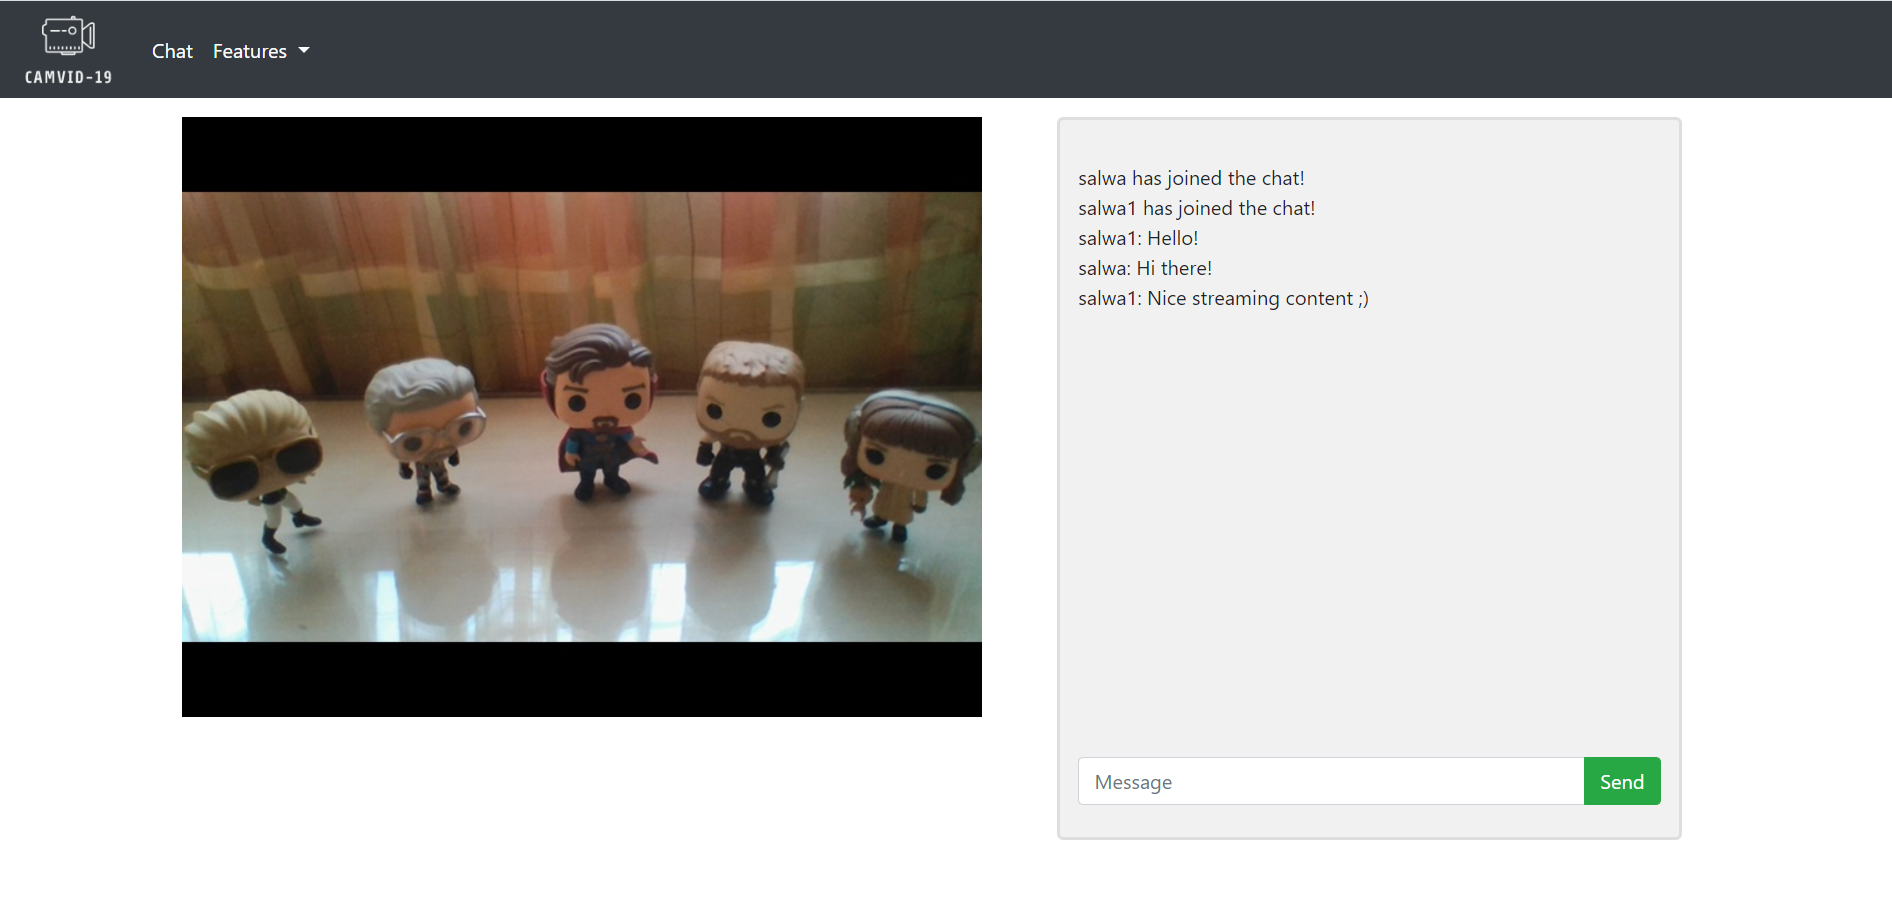 CAMVID-19
Chat Features
salwa has joined the chat!
salwa1 has joined the chat!
salwa1: Hello!
salwa: Hi there!
salwa1: Nice streaming content ;)
Message Send